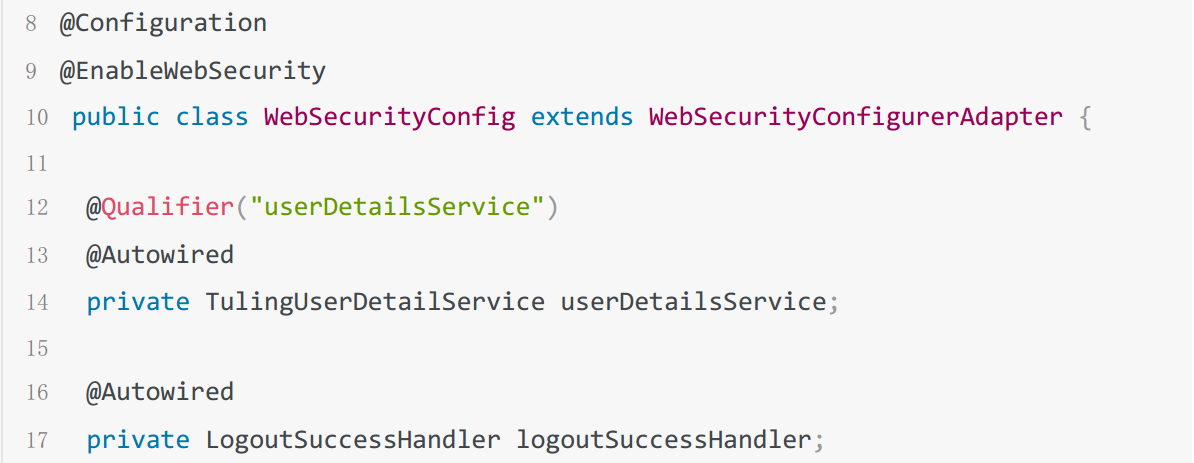 8 @Configuration
9 @EnableWebSecurity
10 public class WebSecurityConfig extends WebSecurityConfigurerAdapter {
11
12 @Qualifier("userDetailsService")
13 @Autowired
14 private TulingUserDetailService userDetailsService;
15
16 @Autowired
17 private LogoutSuccessHandler logoutSuccessHandler;